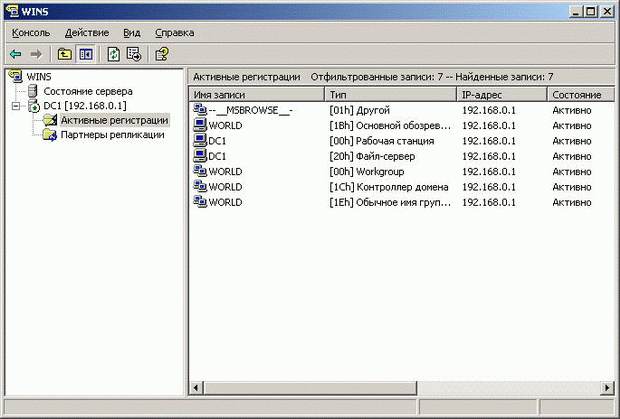 WINS
Консоль Действие Вид Справка
WINS
Состояние сервера
DC1 [192.168.0.1]
Активные регистрации
Партнеры репликации
Активные регистрации Отфильтрованные записи: 7 -- Найденные записи: 7
Имя записи Тип IP-адрес Состояние
--__MSBROWSE__- [01h] Другой 192.168.0.1 Активно
WORLD [1Bh] Основной обозрев... 192.168.0.1 Активно
DC1 [00h] Рабочая станция 192.168.0.1 Активно
DC1 [20h] Файл-сервер 192.168.0.1 Активно
WORLD [00h] Workgroup 192.168.0.1 Активно
WORLD [1Ch] Контроллер домена 192.168.0.1 Активно
WORLD [1Eh] Обычное имя груп... 192.168.0.1 Активно